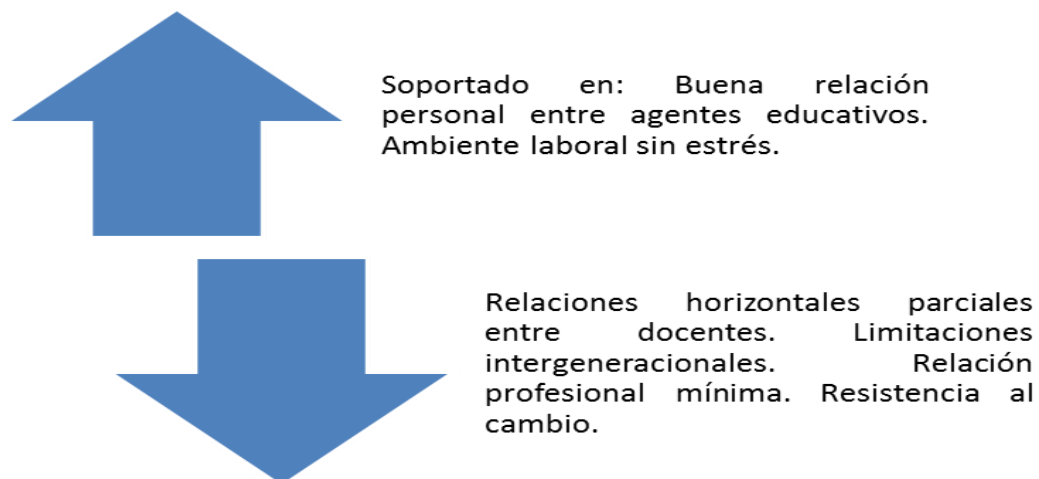 Soportado en: Buena relación
personal entre agentes educativos.
Ambiente laboral sin estrés.
Relaciones horizontales parciales
entre docentes. Limitaciones
intergeneracionales. Relación
profesional mínima. Resistencia al
cambio.